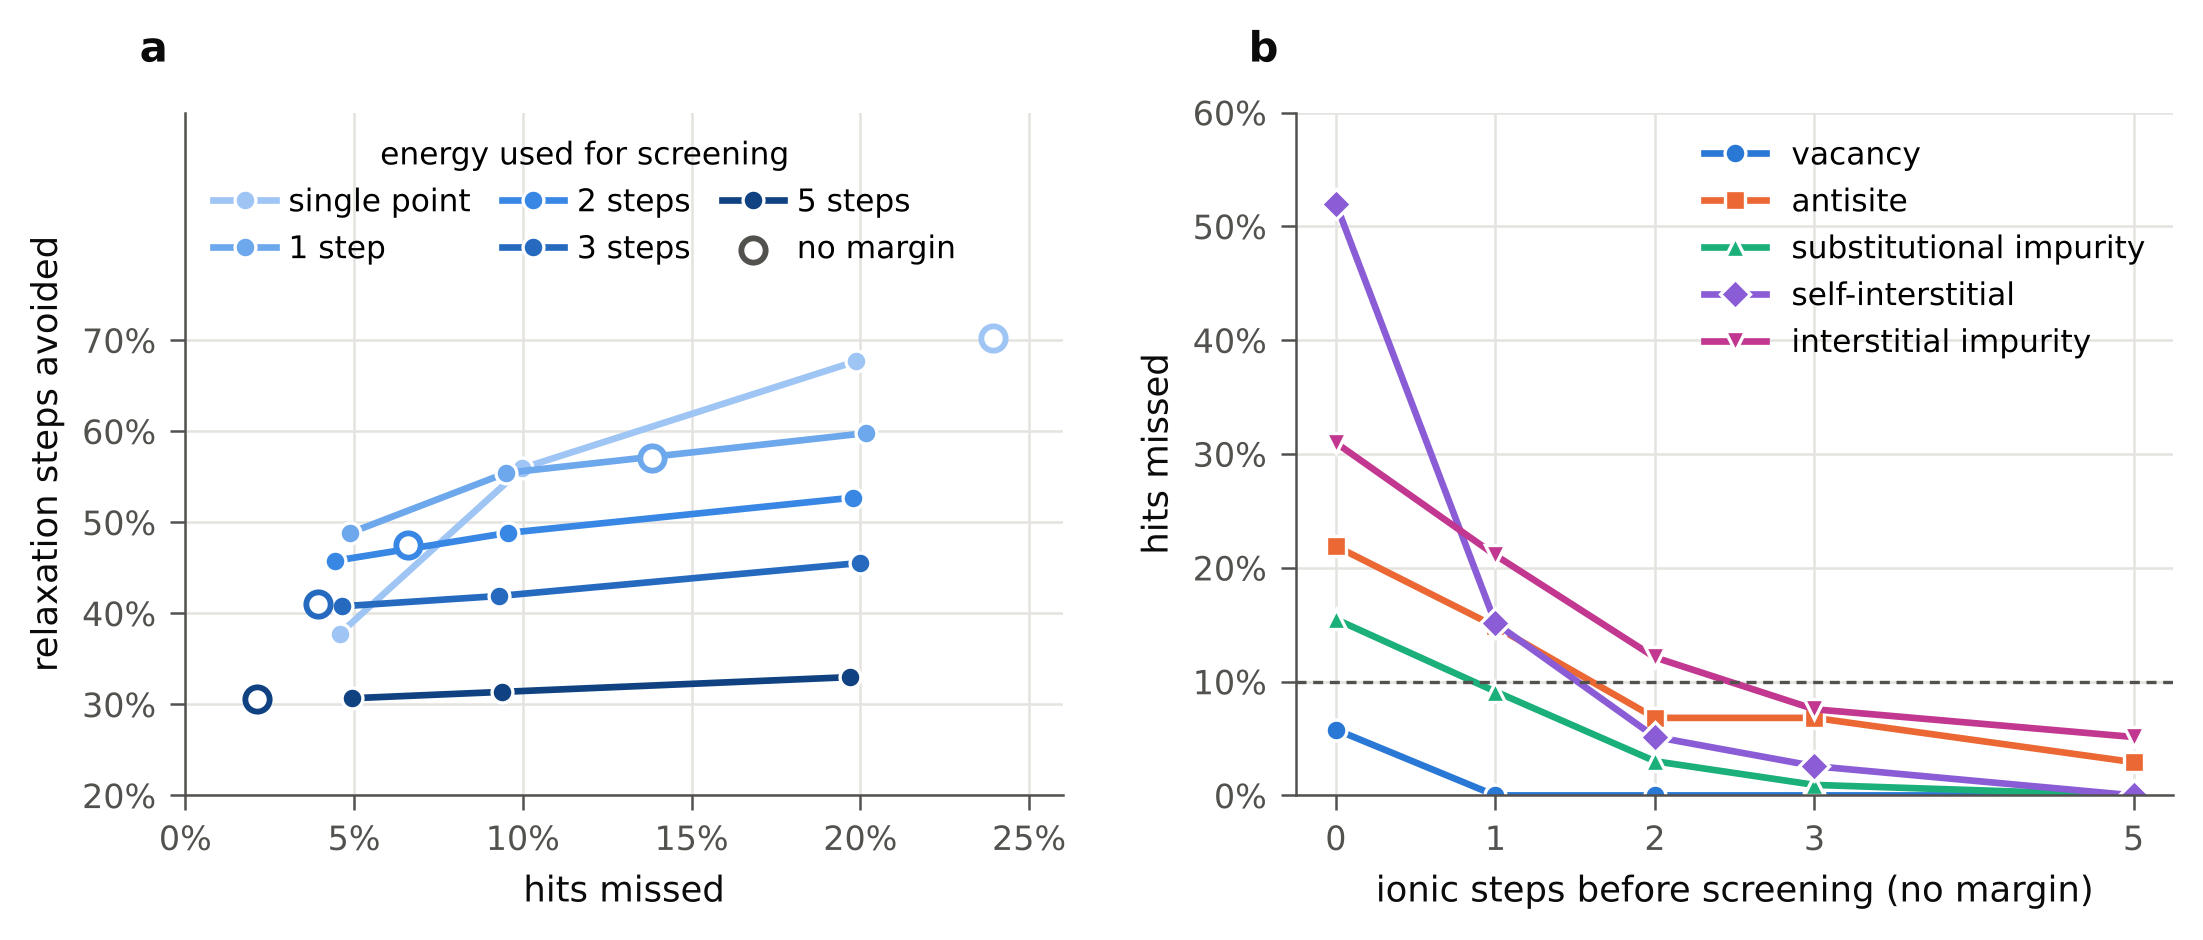 a
energy used for screening
single point
2 steps
5 steps
1 step
3 steps
no margin
relaxation steps avoided
70%
60%
50%
40%
30%
20%
0%
5%
10%
15%
20%
25%
hits missed
b
vacancy
antisite
substitutional impurity
self-interstitial
interstitial impurity
hits missed
60%
50%
40%
30%
20%
10%
0%
0
1
2
3
5
ionic steps before screening (no margin)